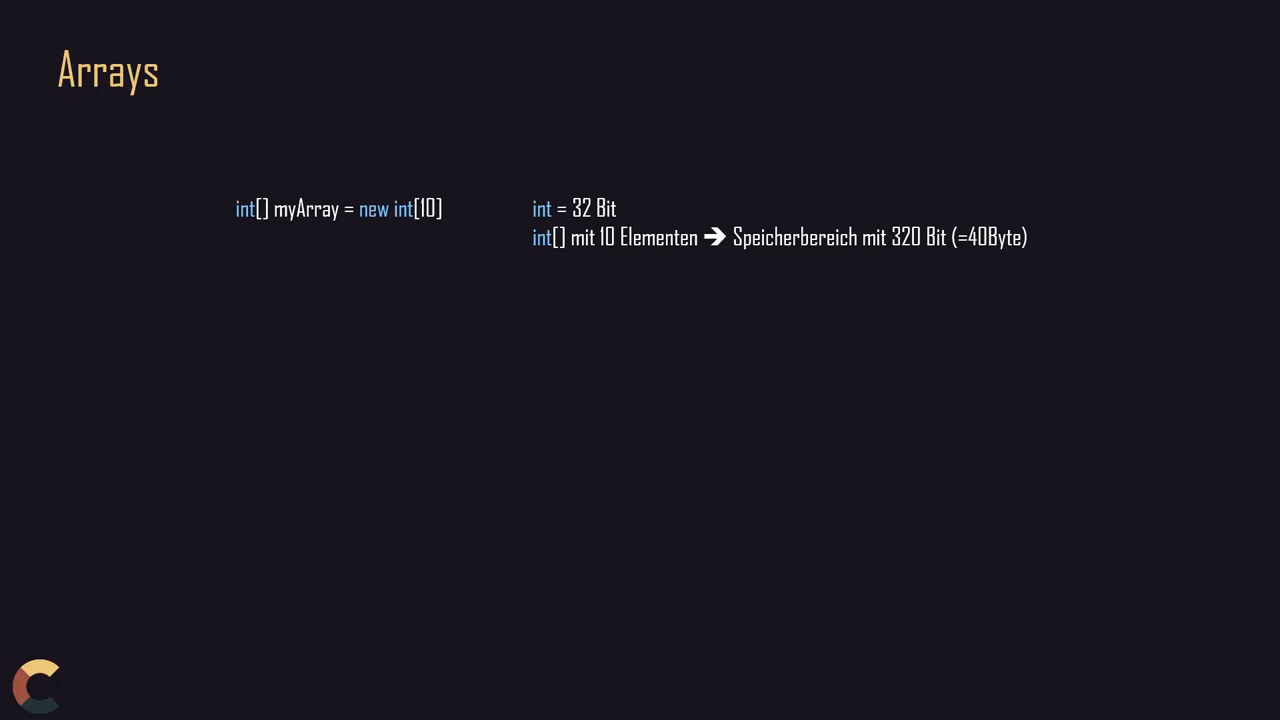 Arrays
int[] myArray = new int[10]
int = 32 Bit
int[] mit 10 Elementen 🡺 Speicherbereich mit 320 Bit (=40Byte)